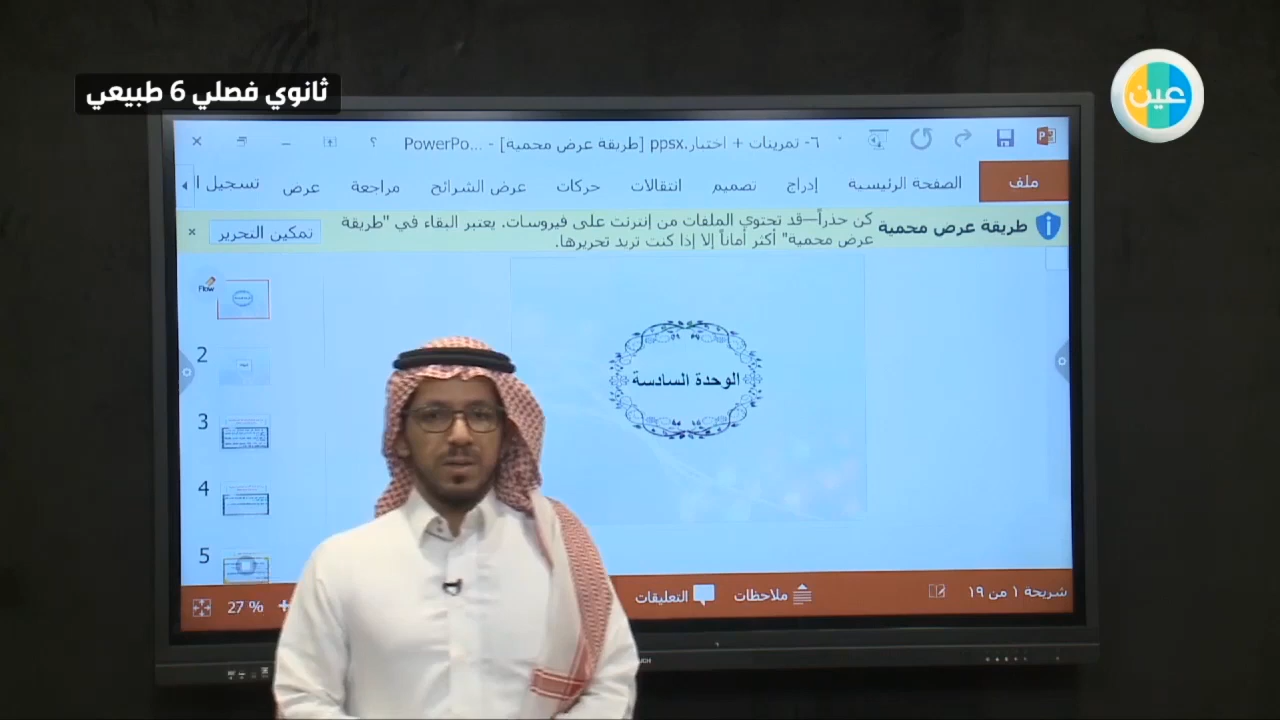 ثانوي فصلي 6 طبيعي
عين
٦- تمرينات + اختبار.ppsx [طريقة عرض محمية] - PowerPo...
ملف
الصفحة الرئيسية
إدراج
تصميم
انتقالات
حركات
عرض الشرائح
مراجعة
عرض
تسجيل ا
طريقة عرض محمية
كن حذراً—قد تحتوي الملفات من إنترنت على فيروسات. يعتبر البقاء في "طريقة
عرض محمية" أكثر أماناً إلا إذا كنت تريد تحريرها.
تمكين التحرير
Flow
2
3
4
5
الوحدة السادسة
شريحة ١ من ١٩
ملاحظات
التعليقات
27 %